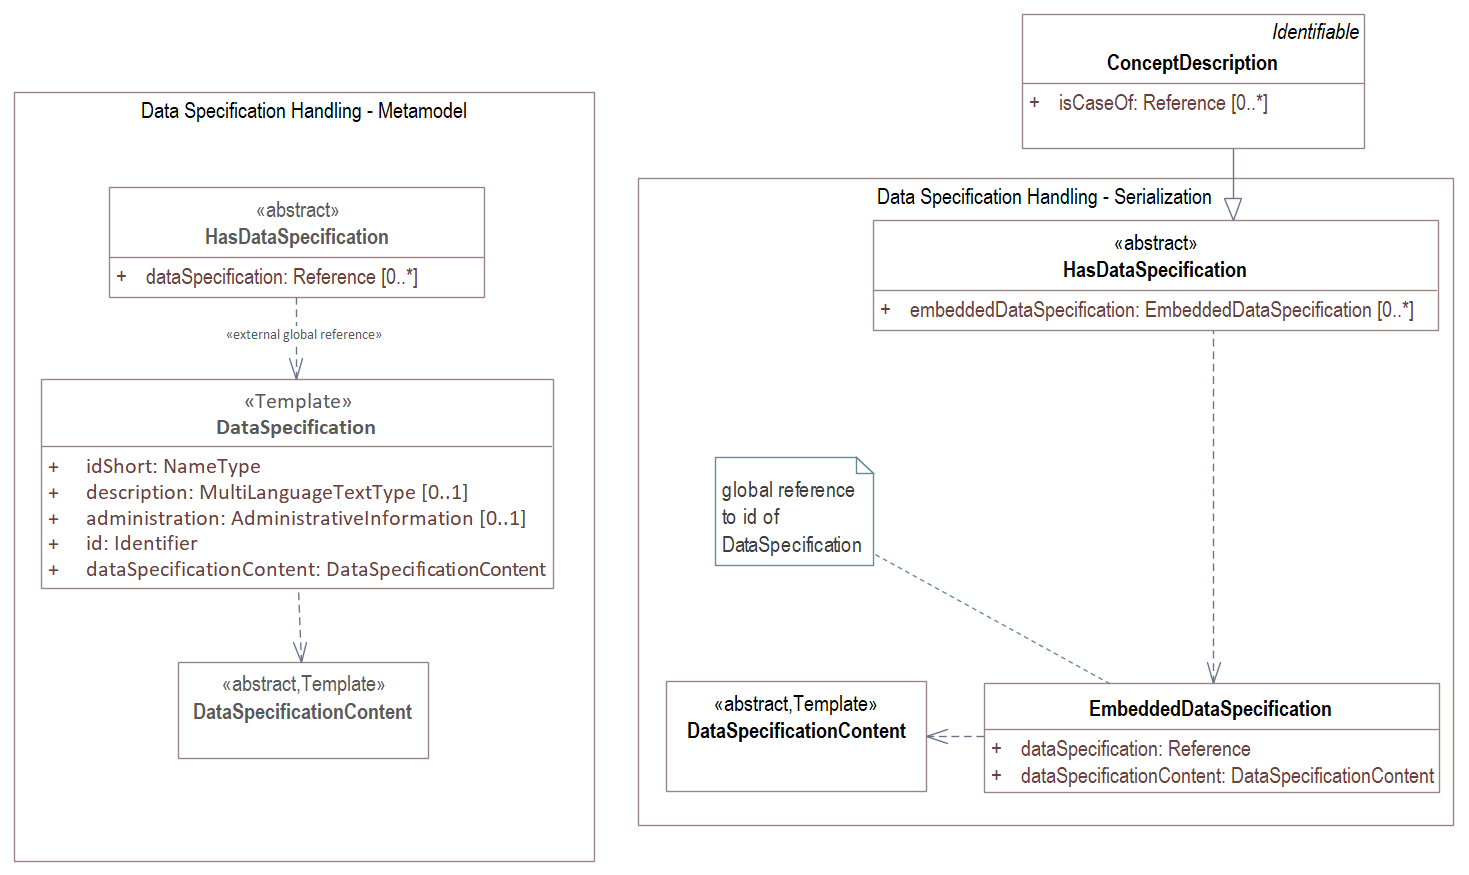 Data Specification Handling - Metamodel
«abstract»
HasDataSpecification
+ dataSpecification: Reference [0..*]
«external global reference»
«Template»
DataSpecification
+ idShort: NameType
+ description: MultiLanguageTextType [0..1]
+ administration: AdministrativeInformation [0..1]
+ id: Identifier
+ dataSpecificationContent: DataSpecificationContent
«abstract,Template»
DataSpecificationContent
Identifiable
ConceptDescription
+ isCaseOf: Reference [0..*]
Data Specification Handling - Serialization
«abstract»
HasDataSpecification
+ embeddedDataSpecification: EmbeddedDataSpecification [0..*]
global reference
to id of
DataSpecification
«abstract,Template»
DataSpecificationContent
EmbeddedDataSpecification
+ dataSpecification: Reference
+ dataSpecificationContent: DataSpecificationContent